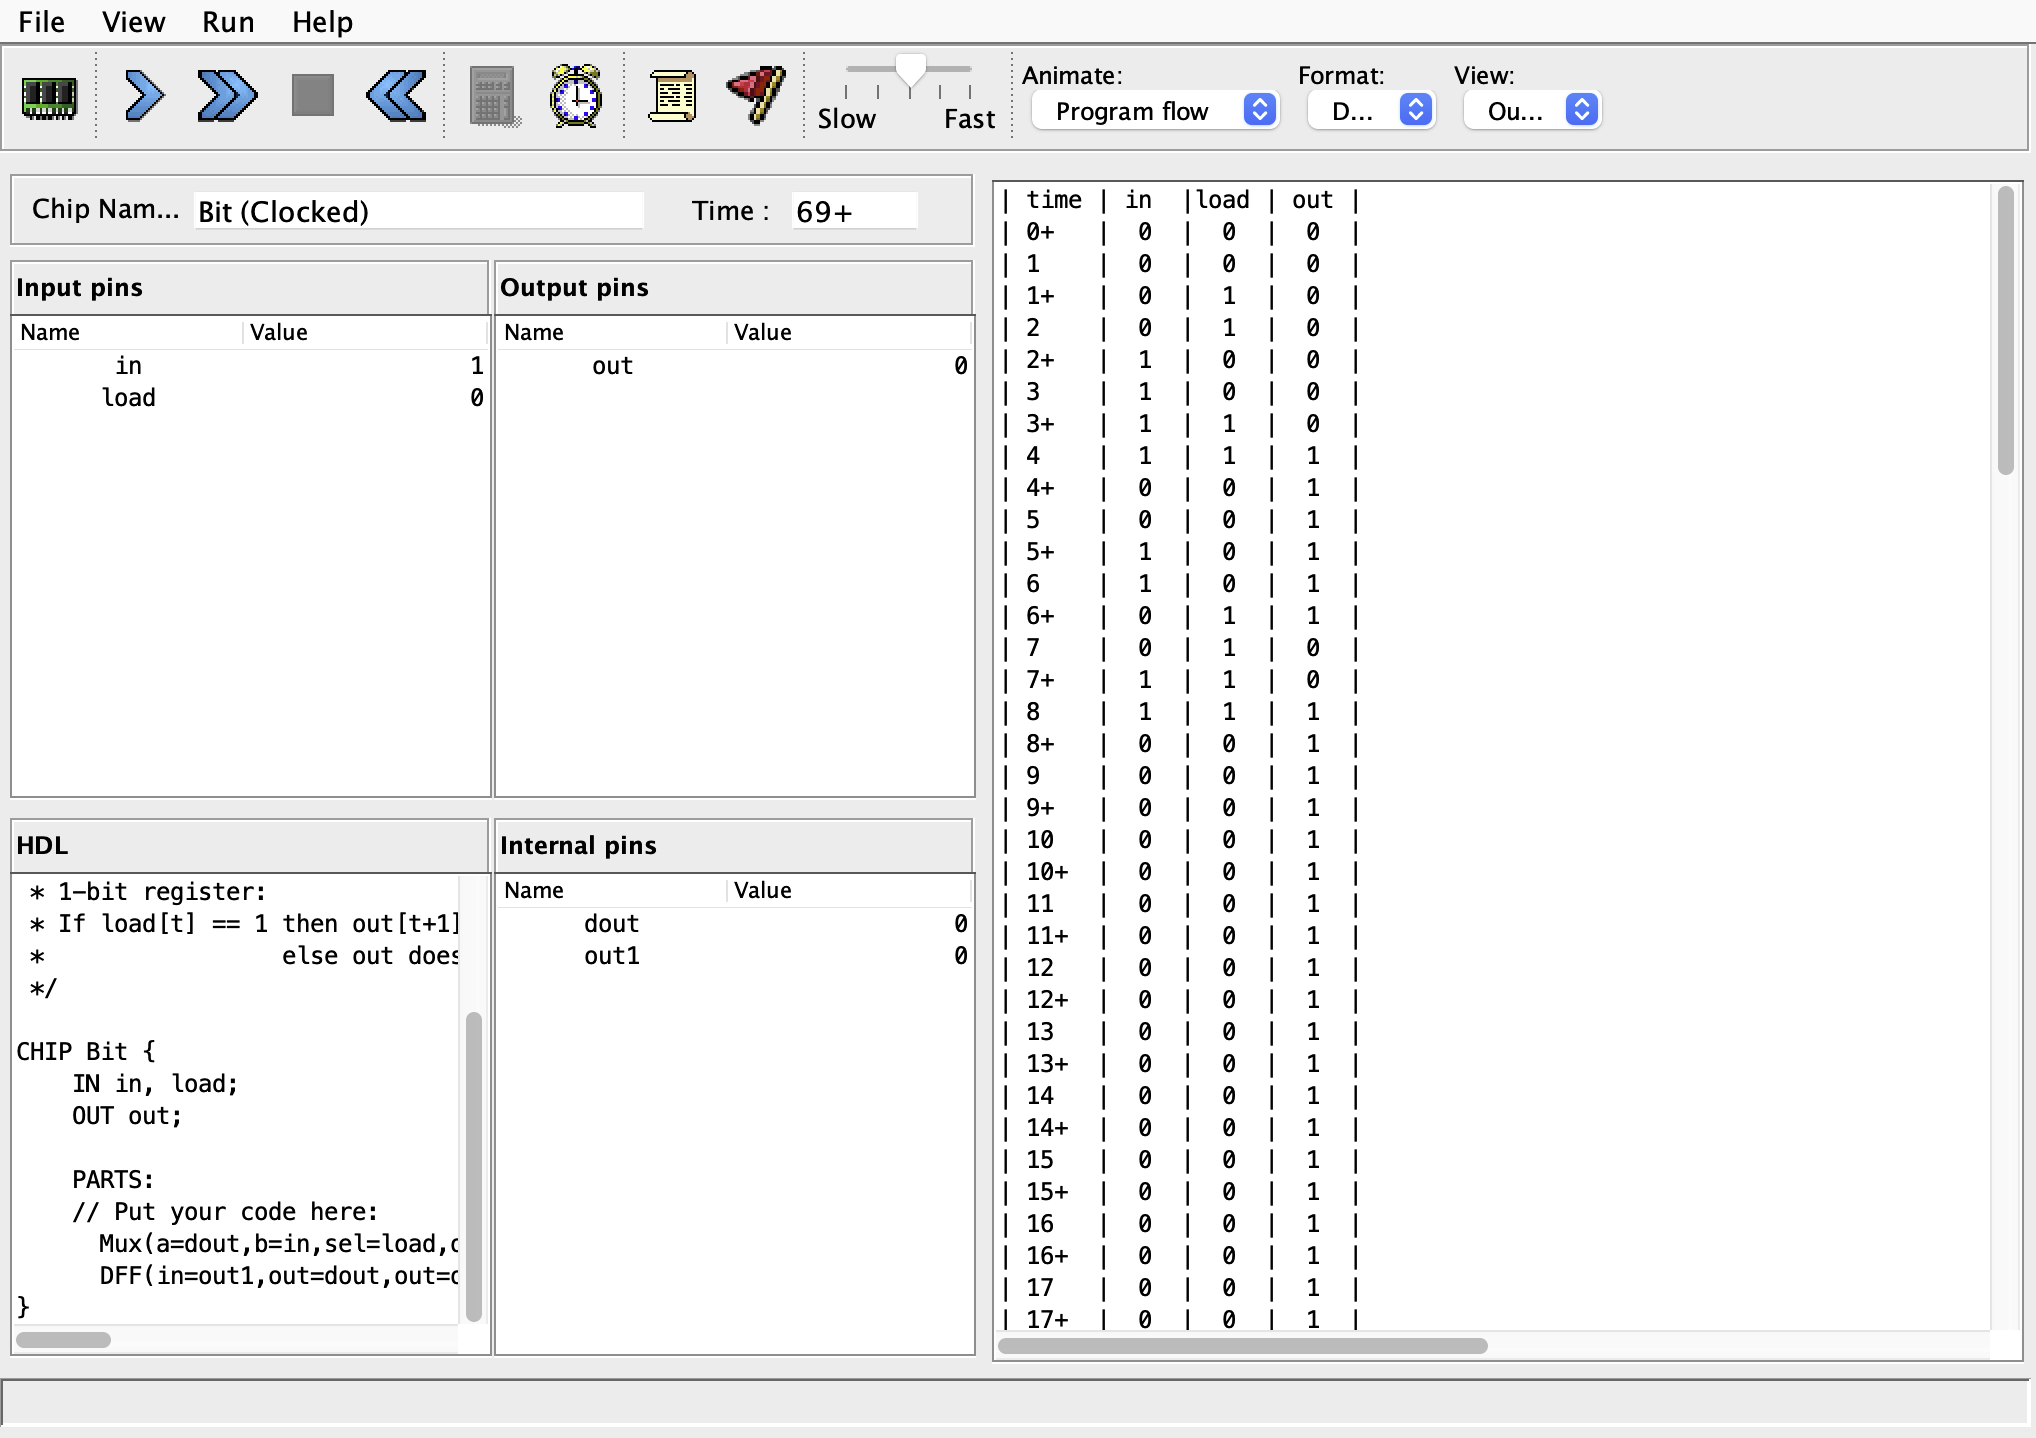 File View Run Help
Animate: Format: View:
Slow Fast Program flow D... Ou...
Chip Nam... Bit (Clocked) Time : 69+
Input pins
Name Value
in 1
load 0
Output pins
Name Value
out 0
HDL
* 1-bit register:
* If load[t] == 1 then out[t+1]
* else out does
*/
CHIP Bit {
IN in, load;
OUT out;
PARTS:
// Put your code here:
Mux(a=dout,b=in,sel=load,
DFF(in=out1,out=dout,out=
}
Internal pins
Name Value
dout 0
out1 0
| time | in |load | out |
| 0+ | 0 | 0 | 0 |
| 1 | 0 | 0 | 0 |
| 1+ | 0 | 1 | 0 |
| 2 | 0 | 1 | 0 |
| 2+ | 1 | 0 | 0 |
| 3 | 1 | 0 | 0 |
| 3+ | 1 | 1 | 0 |
| 4 | 1 | 1 | 1 |
| 4+ | 0 | 0 | 1 |
| 5 | 0 | 0 | 1 |
| 5+ | 1 | 0 | 1 |
| 6 | 1 | 0 | 1 |
| 6+ | 0 | 1 | 1 |
| 7 | 0 | 1 | 0 |
| 7+ | 1 | 1 | 0 |
| 8 | 1 | 1 | 1 |
| 8+ | 0 | 0 | 1 |
| 9 | 0 | 0 | 1 |
| 9+ | 0 | 0 | 1 |
| 10 | 0 | 0 | 1 |
| 10+ | 0 | 0 | 1 |
| 11 | 0 | 0 | 1 |
| 11+ | 0 | 0 | 1 |
| 12 | 0 | 0 | 1 |
| 12+ | 0 | 0 | 1 |
| 13 | 0 | 0 | 1 |
| 13+ | 0 | 0 | 1 |
| 14 | 0 | 0 | 1 |
| 14+ | 0 | 0 | 1 |
| 15 | 0 | 0 | 1 |
| 15+ | 0 | 0 | 1 |
| 16 | 0 | 0 | 1 |
| 16+ | 0 | 0 | 1 |
| 17 | 0 | 0 | 1 |
| 17+ | 0 | 0 | 1 |